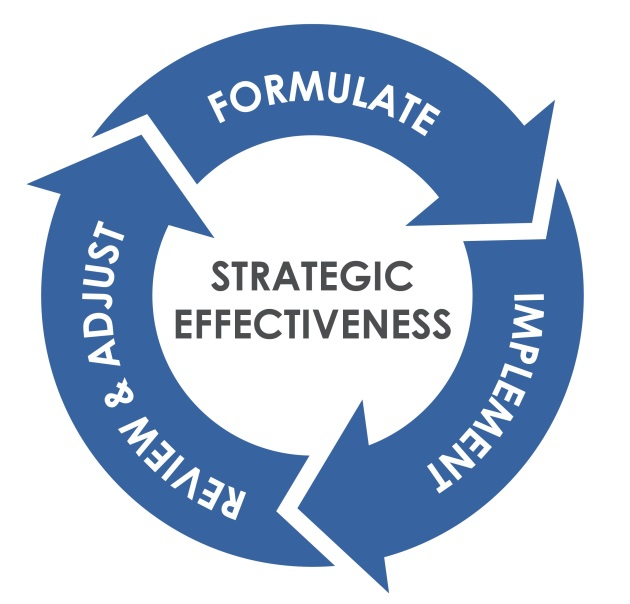 FORMULATE
STRATEGIC
EFFECTIVENESS
IMPLEMENT
REVIEW & ADJUST